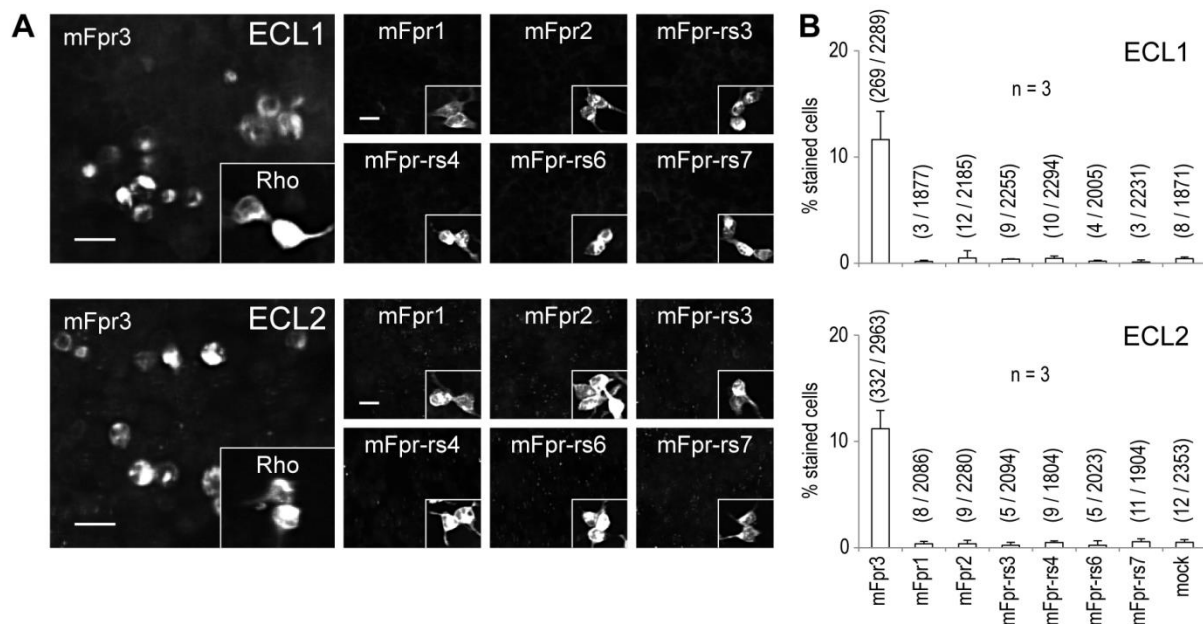 A
mFpr3
ECL1
Rho
mFpr1
mFpr2
mFpr-rs3
mFpr-rs4
mFpr-rs6
mFpr-rs7
mFpr3
ECL2
Rho
mFpr1
mFpr2
mFpr-rs3
mFpr-rs4
mFpr-rs6
mFpr-rs7
B
ECL1
n = 3
% stained cells
20
10
0
(269 / 2289)
(3 / 1877)
(12 / 2185)
(9 / 2255)
(10 / 2294)
(4 / 2005)
(3 / 2231)
(8 / 1871)
ECL2
n = 3
% stained cells
20
10
0
(332 / 2963)
(8 / 2086)
(9 / 2280)
(5 / 2094)
(9 / 1804)
(5 / 2023)
(11 / 1904)
(12 / 2353)
mFpr3
mFpr1
mFpr2
mFpr-rs3
mFpr-rs4
mFpr-rs6
mFpr-rs7
mock